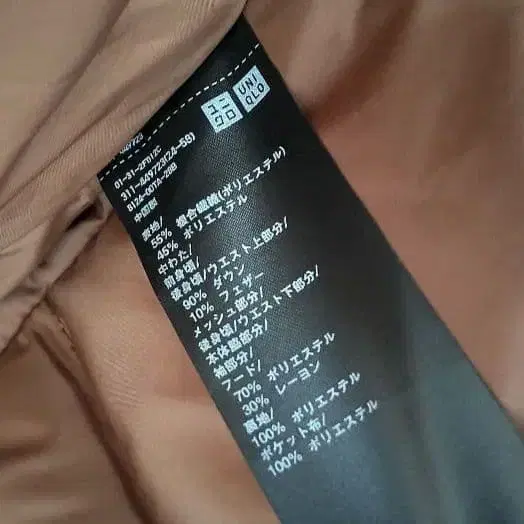 ユニクロ
UNIQLO
449723
01-31-2F012C
311-449723(24-58)
中国製
表地/
55% 複合繊維(ポリエステル)
45% ポリエステル
中わた/
前身頃/
後身頃/ウエスト上部分/
90% ダウン
10% フェザー
メッシュ部分/
後身頃/ウエスト下部分/
本体脇部分/
袖部分/
フード/
70% ポリエステル
30% レーヨン
裏地/
100% ポリエステル
ポケット布/
100% ポリエステル